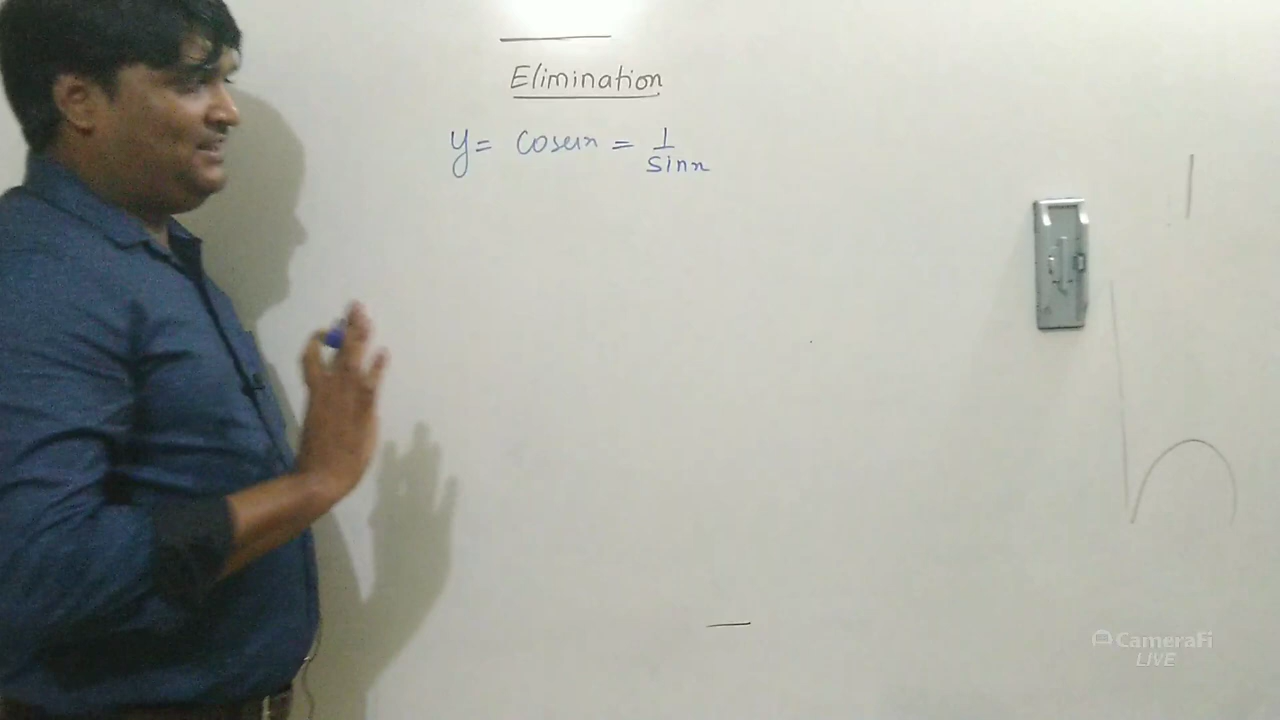 Elimination
y = cosecx = 1/sinx
CameraFi
LIVE